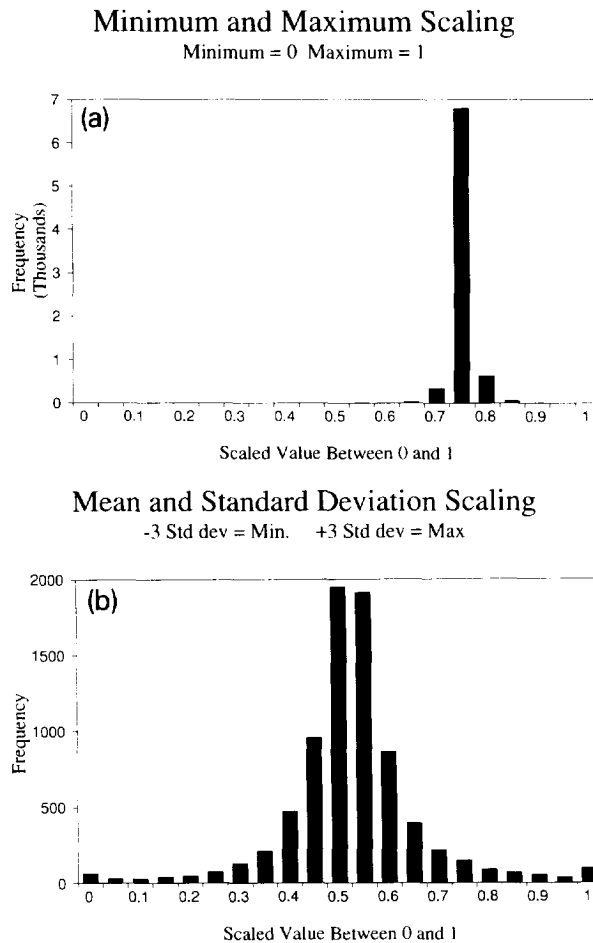 Minimum and Maximum Scaling
Minimum = 0 Maximum = 1
(a)
7
6
5
4
3
2
1
0
Frequency
(Thousands)
0 0.1 0.2 0.3 0.4 0.5 0.6 0.7 0.8 0.9 1
Scaled Value Between 0 and 1
Mean and Standard Deviation Scaling
-3 Std dev = Min. +3 Std dev = Max
(b)
2000
1500
1000
500
0
Frequency
0 0.1 0.2 0.3 0.4 0.5 0.6 0.7 0.8 0.9 1
Scaled Value Between 0 and 1